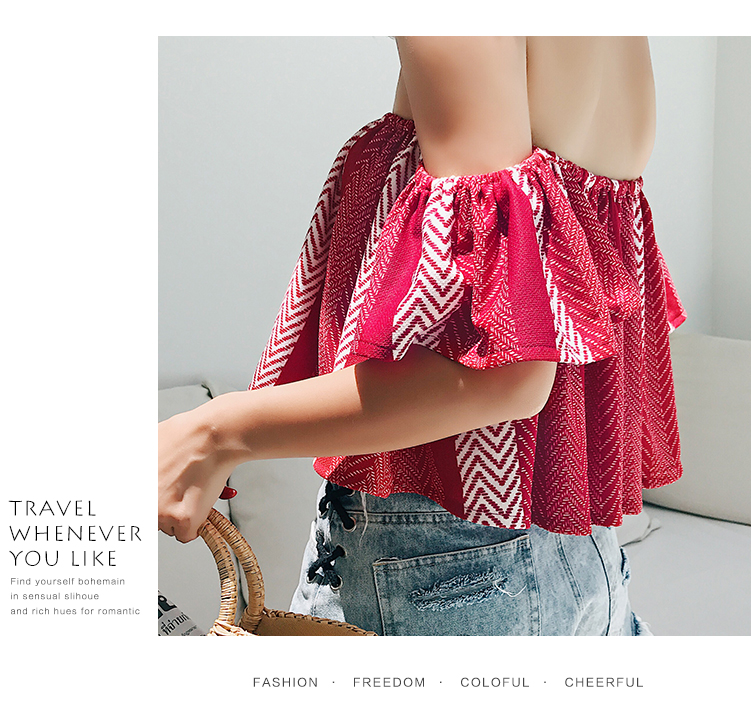 TRAVEL
WHENEVER
YOU LIKE
Find yourself bohemain
in sensual slihoue
and rich hues for romantic
FASHION · FREEDOM · COLOFUL · CHEERFUL